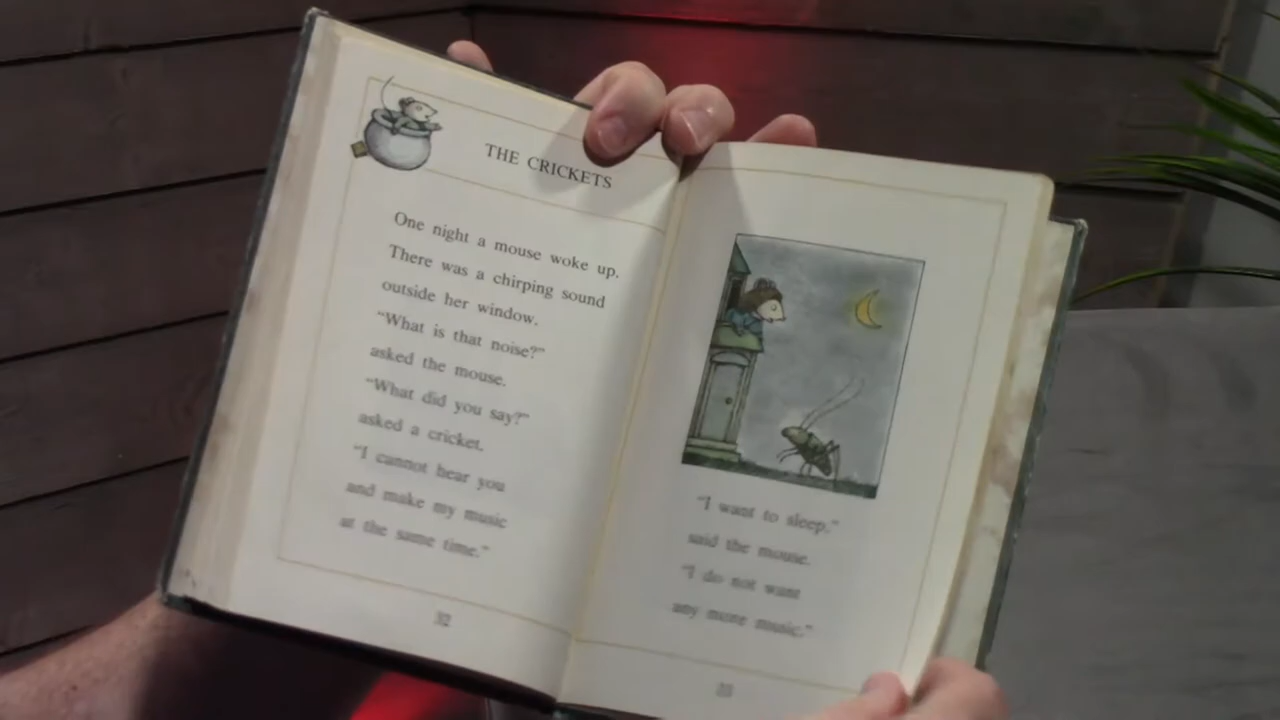 THE CRICKETS
One night a mouse woke up.
There was a chirping sound
outside her window.
“What is that noise?”
asked the mouse.
“What did you say?”
asked a cricket.
“I cannot hear you
and make my music
at the same time.”
32
“I want to sleep,”
said the mouse.
“I do not want
any more music.”
33